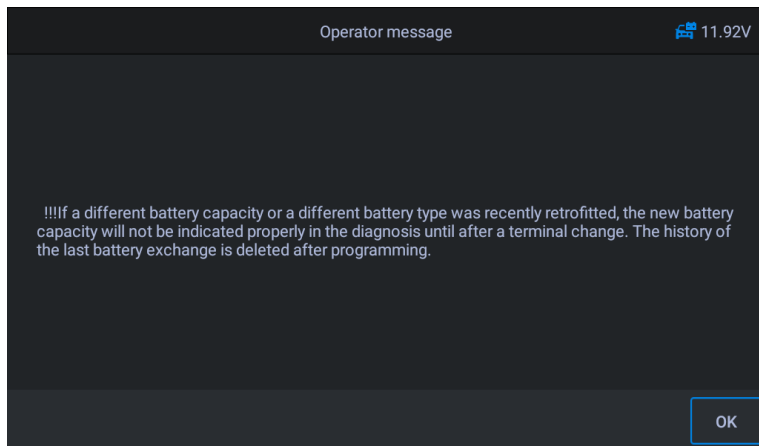 Operator message
11.92V
!!!If a different battery capacity or a different battery type was recently retrofitted, the new battery
capacity will not be indicated properly in the diagnosis until after a terminal change. The history of
the last battery exchange is deleted after programming.
OK